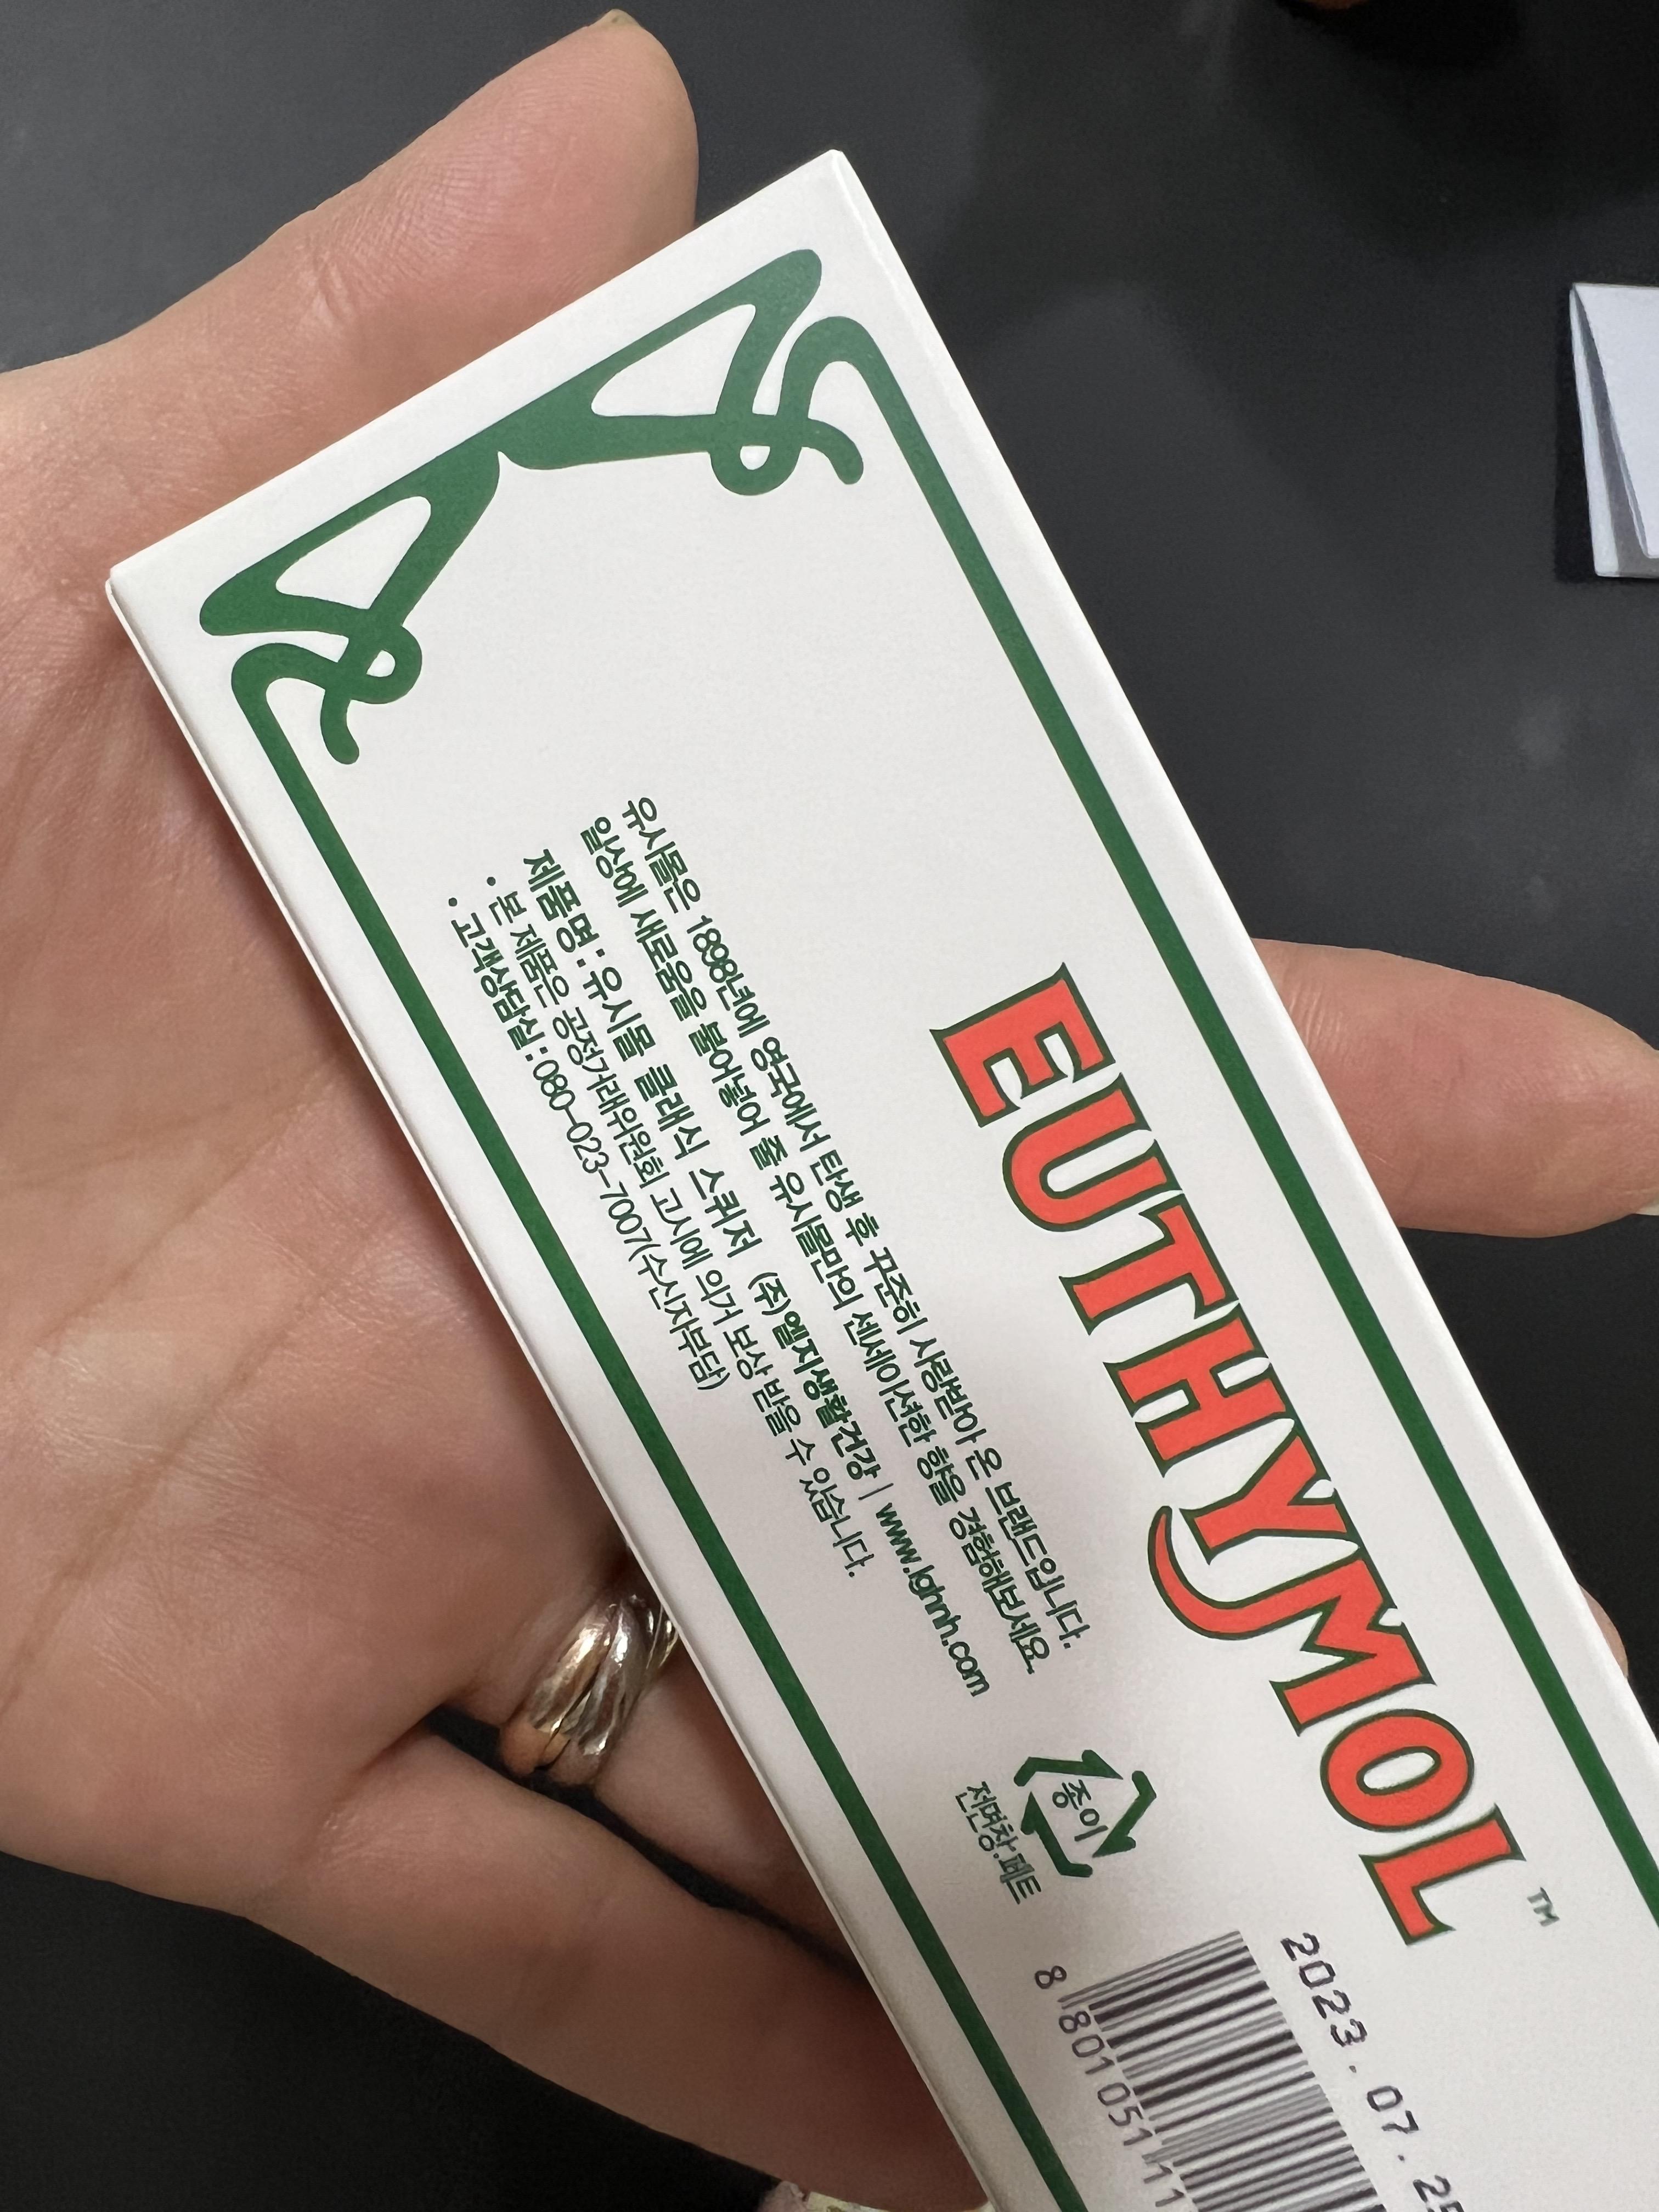 EUTHYMOL™
유시몰은 1898년에 영국에서 탄생 후 꾸준히 사랑받아 온 브랜드입니다.
일상에 새로움을 불어넣어 줄 유시몰만의 센세이션한 향을 경험해보세요.
제품명 : 유시몰 클래식 스퀴저 (주)엘지생활건강 | www.lghnh.com
• 본 제품은 공정거래위원회 고시에 의거 보상 받을 수 있습니다.
• 고객상담실 : 080-023-7007(수신자부담)
종이
전면창:페트
2023.07.25
8 801051 11